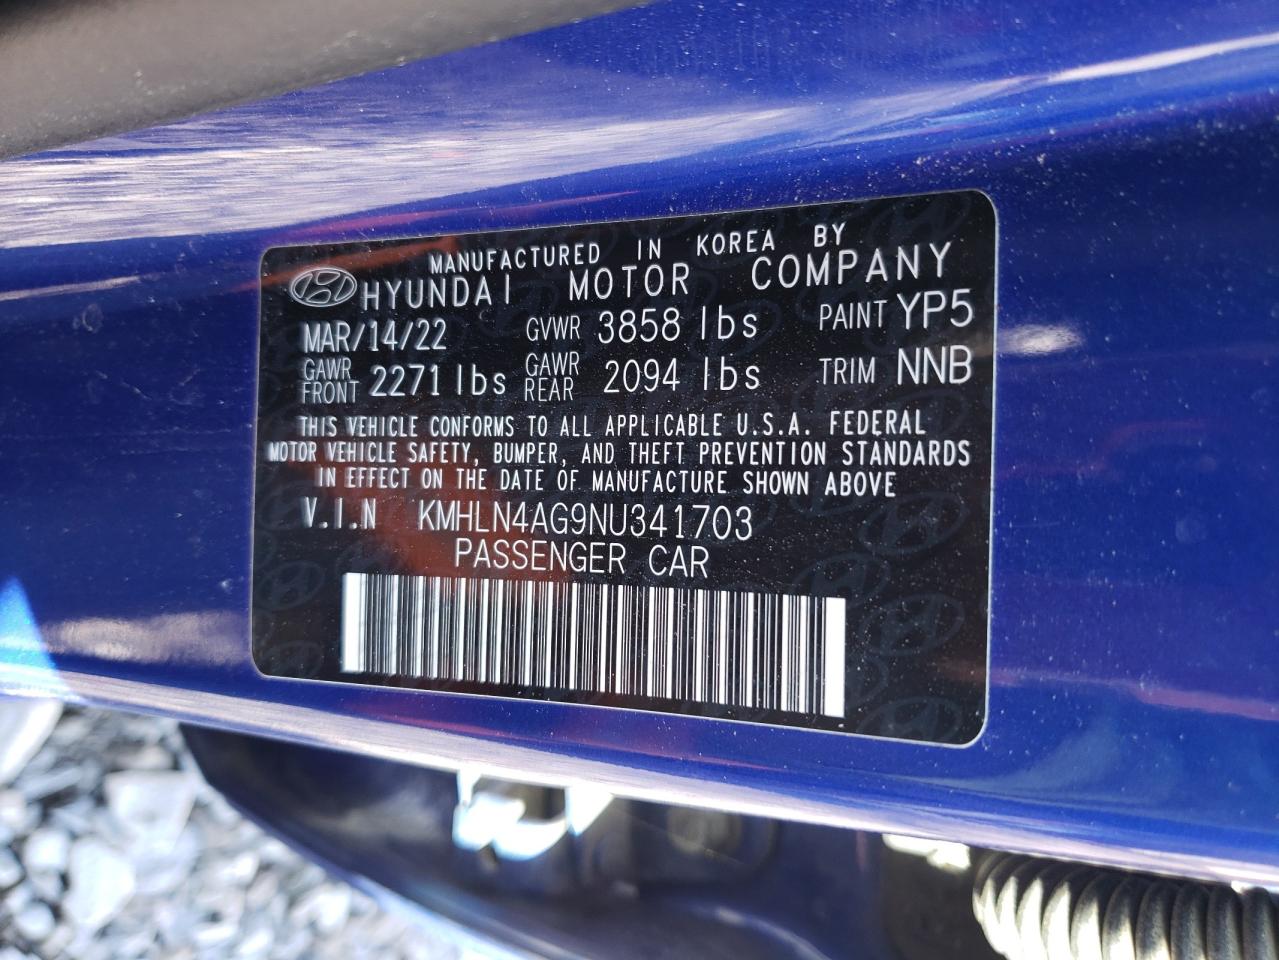 MANUFACTURED IN KOREA BY
HYUNDAI MOTOR COMPANY
MAR/14/22 GVWR 3858 lbs PAINT YP5
GAWR FRONT 2271 lbs GAWR REAR 2094 lbs TRIM NNB
THIS VEHICLE CONFORMS TO ALL APPLICABLE U.S.A. FEDERAL
MOTOR VEHICLE SAFETY, BUMPER, AND THEFT PREVENTION STANDARDS
IN EFFECT ON THE DATE OF MANUFACTURE SHOWN ABOVE
V.I.N KMHLN4AG9NU341703
PASSENGER CAR